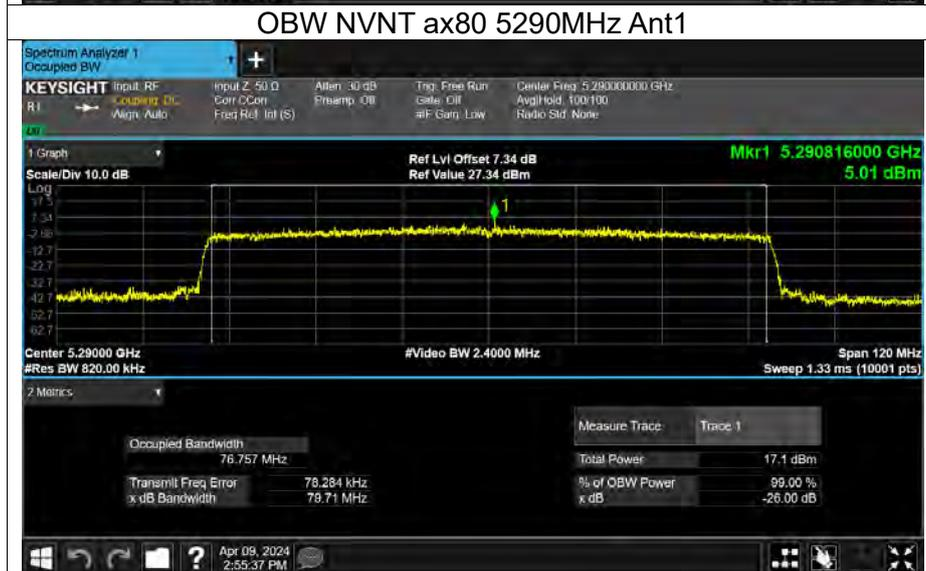 OBW NVNT ax80 5290MHz Ant1
Spectrum Analyzer 1
Occupied BW
+
KEYSIGHT Input: RF
Coupling: DC
Align: Auto
Input Z: 50 Ω
Corr CCorr
Freq Ref: Int (S)
Atten: 30 dB
Preamp: Off
Trig: Free Run
Gate: Off
#IF Gain: Low
Center Freq: 5.290000000 GHz
Avg|Hold: 100/100
Radio Std: None
1 Graph
Scale/Div 10.0 dB
Ref Lvl Offset 7.34 dB
Ref Value 27.34 dBm
Mkr1 5.290816000 GHz
5.01 dBm
Log
17.3
7.34
-2.66
-12.7
-22.7
-32.7
-42.7
-52.7
-62.7
1
Center 5.29000 GHz
#Res BW 820.00 kHz
#Video BW 2.4000 MHz
Span 120 MHz
Sweep 1.33 ms (10001 pts)
2 Metrics
Measure Trace Trace 1
Occupied Bandwidth
76.757 MHz
Total Power 17.1 dBm
Transmit Freq Error 78.284 kHz
% of OBW Power 99.00 %
x dB Bandwidth 79.71 MHz
x dB -26.00 dB
?
Apr 09, 2024
2:55:37 PM